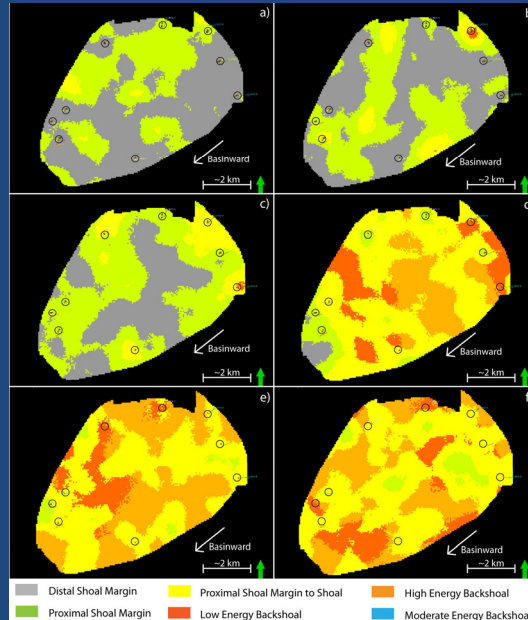 a)
Basinward
~2 km
b
Basinward
~2 km
c)
Basinward
~2 km
d
Basinward
~2 km
e)
Basinward
~2 km
f
Basinward
~2 km
Distal Shoal Margin
Proximal Shoal Margin to Shoal
High Energy Backshoal
Proximal Shoal Margin
Low Energy Backshoal
Moderate Energy Backshoal